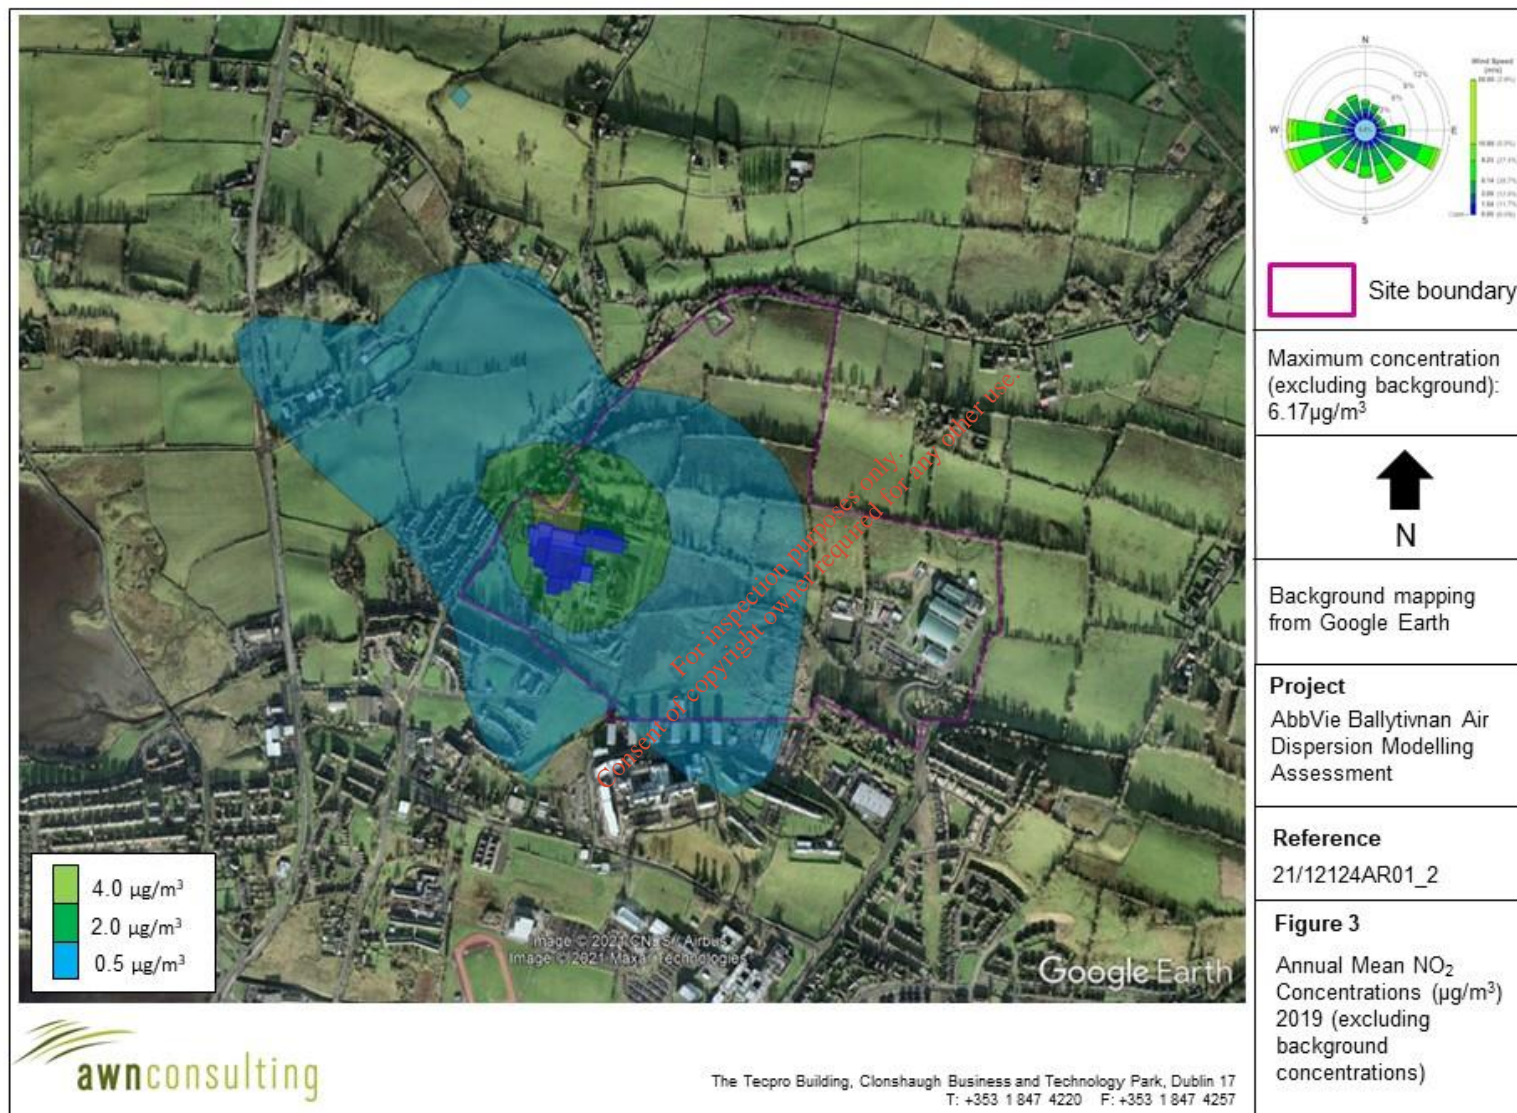 N
12%
W
E
S
Wind Speed
Site boundary
Maximum concentration
(excluding background):
6.17µg/m³
N
Background mapping
from Google Earth
Project
AbbVie Ballytivnan Air
Dispersion Modelling
Assessment
Reference
21/12124AR01_2
Figure 3
Annual Mean NO₂
Concentrations (µg/m³)
2019 (excluding
background
concentrations)
For inspection purposes only.
Consent of copyright owner required for any other use.
4.0 µg/m³
2.0 µg/m³
0.5 µg/m³
Image © 2021 CNES / Airbus
Image © 2021 Maxar Technologies
Google Earth
awnconsulting
The Tecpro Building, Clonshaugh Business and Technology Park, Dublin 17
T: +353 1 847 4220 F: +353 1 847 4257